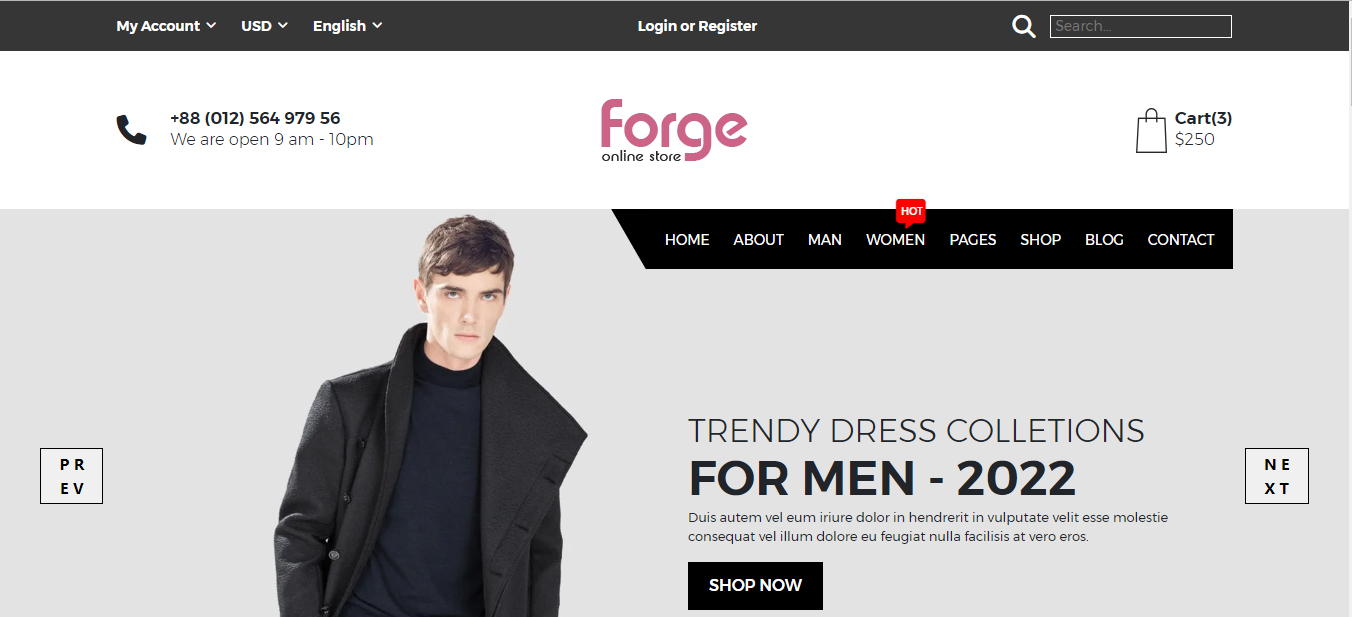 My Account USD English Login or Register Search...
+88 (012) 564 979 56
We are open 9 am - 10pm
forge
online store
Cart(3)
$250
HOT
HOME ABOUT MAN WOMEN PAGES SHOP BLOG CONTACT
TRENDY DRESS COLLETIONS
FOR MEN - 2022
Duis autem vel eum iriure dolor in hendrerit in vulputate velit esse molestie
consequat vel illum dolore eu feugiat nulla facilisis at vero eros.
SHOP NOW
PR
EV
NE
XT